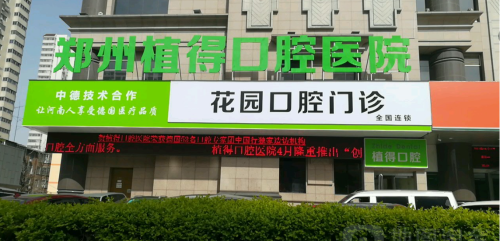 郑州植得口腔医院
中德技术合作
让河南人享受德国医疗品质
花园口腔门诊
全国连锁
植得口腔医院4月隆重推出“创
口腔全方面服务。
植得口腔